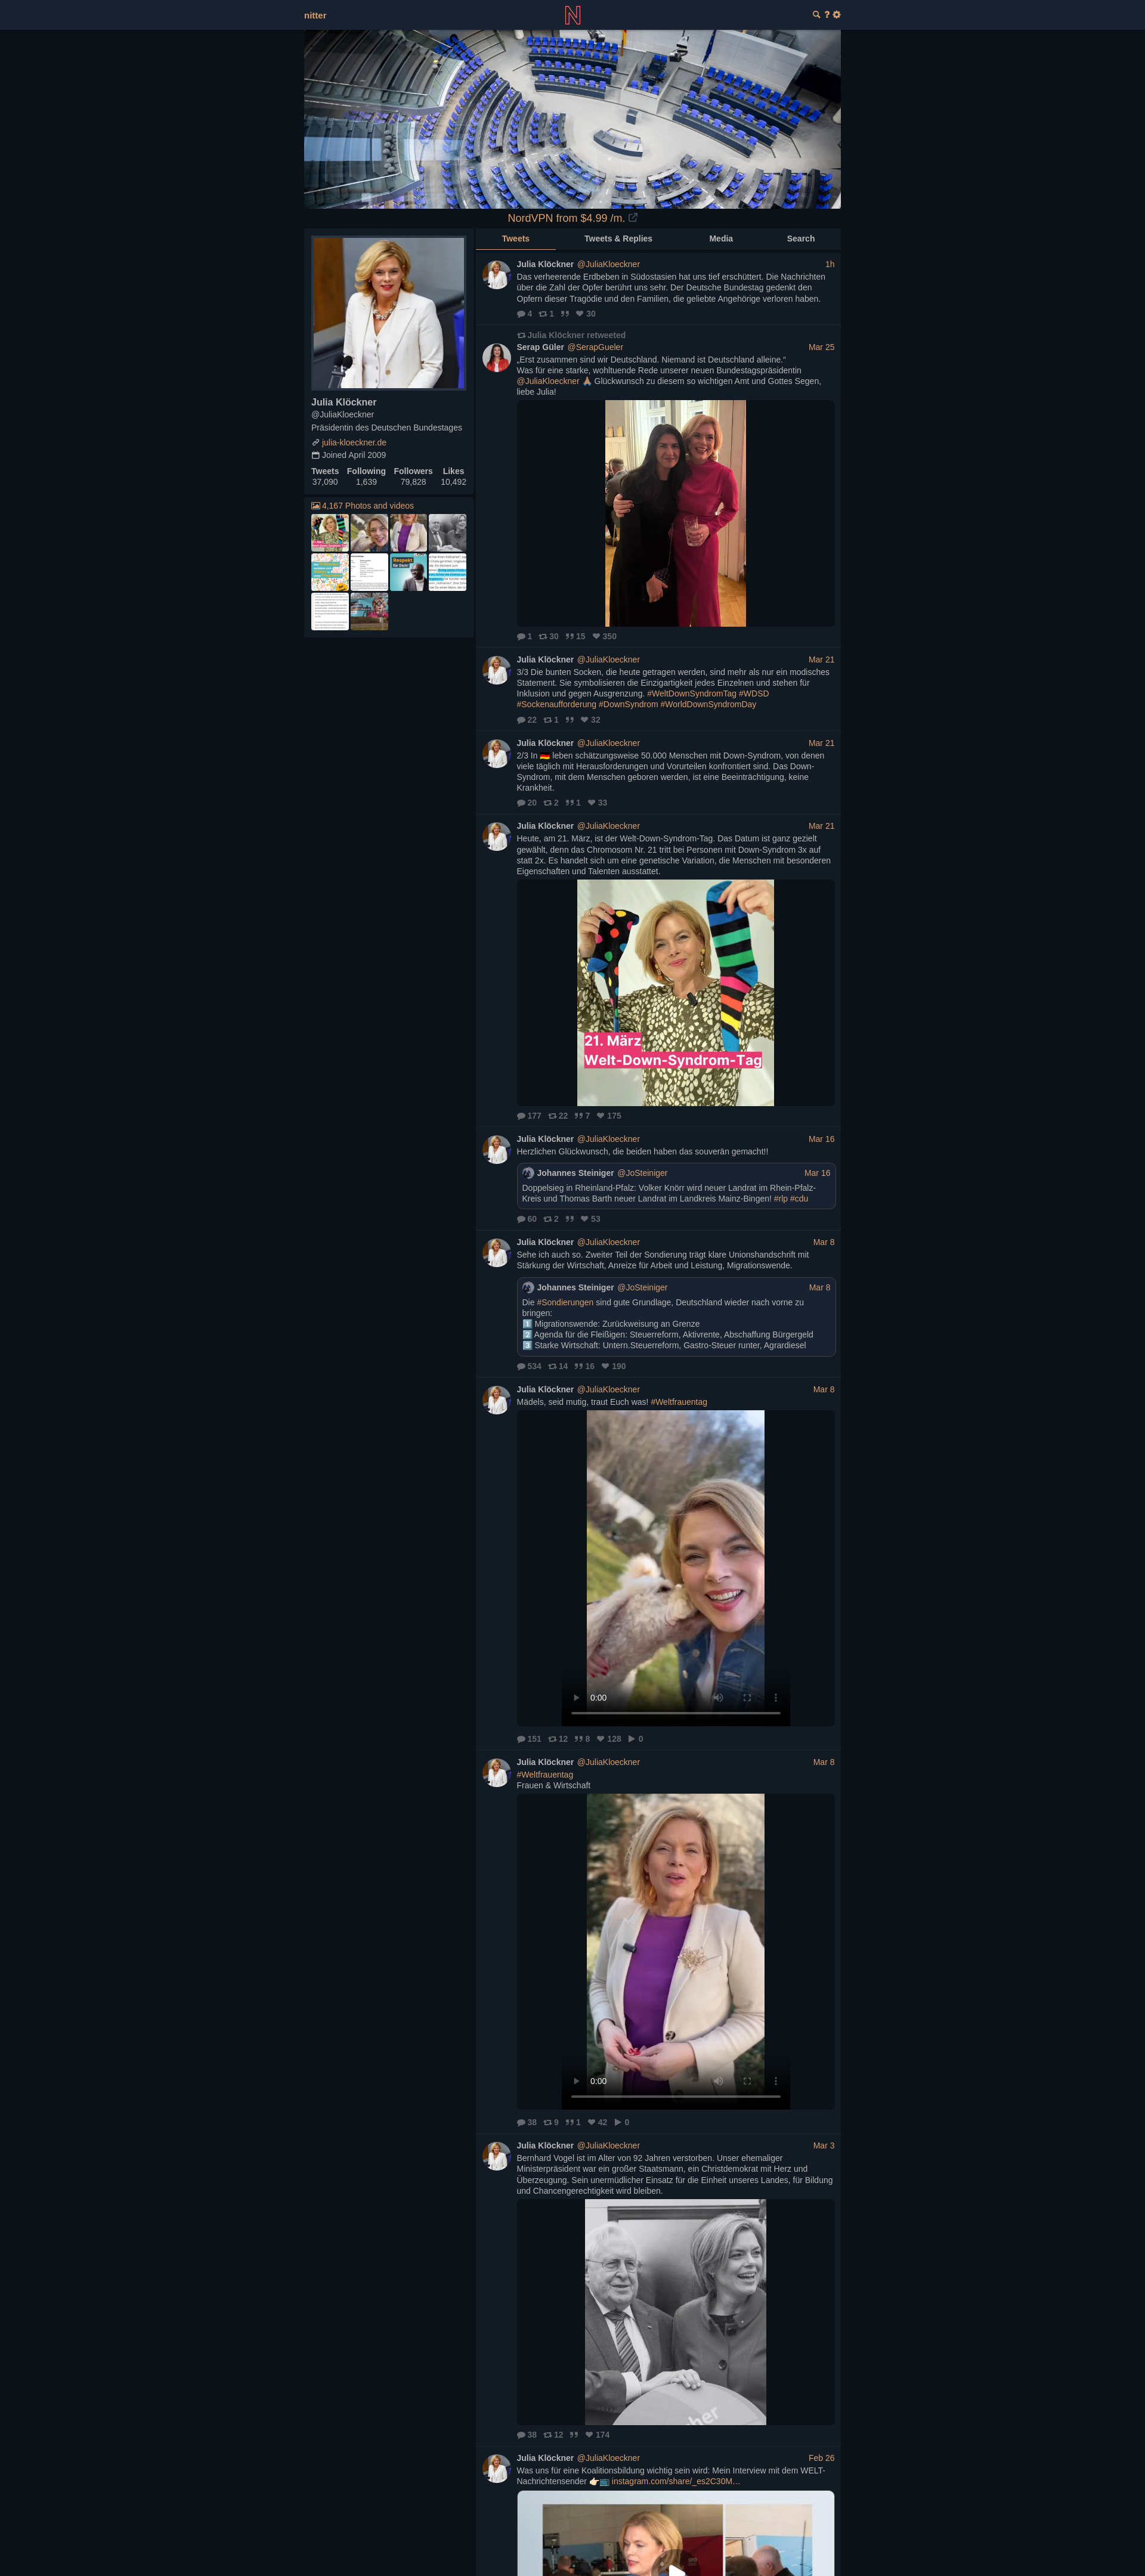 nitter
NordVPN from $4.99 /m.
Julia Klöckner
@JuliaKloeckner
Präsidentin des Deutschen Bundestages
julia-kloeckner.de
Joined April 2009
Tweets Following Followers Likes
37,090 1,639 79,828 10,492
4,167 Photos and videos
Tweets Tweets & Replies Media Search
Julia Klöckner @JuliaKloeckner 1h
Das verheerende Erdbeben in Südostasien hat uns tief erschüttert. Die Nachrichten
über die Zahl der Opfer berührt uns sehr. Der Deutsche Bundestag gedenkt den
Opfern dieser Tragödie und den Familien, die geliebte Angehörige verloren haben.
4 1 30
Julia Klöckner retweeted
Serap Güler @SerapGueler Mar 25
„Erst zusammen sind wir Deutschland. Niemand ist Deutschland alleine."
Was für eine starke, wohltuende Rede unserer neuen Bundestagspräsidentin
@JuliaKloeckner 🙏🏽 Glückwunsch zu diesem so wichtigen Amt und Gottes Segen,
liebe Julia!
1 30 15 350
Julia Klöckner @JuliaKloeckner Mar 21
3/3 Die bunten Socken, die heute getragen werden, sind mehr als nur ein modisches
Statement. Sie symbolisieren die Einzigartigkeit jedes Einzelnen und stehen für
Inklusion und gegen Ausgrenzung. #WeltDownSyndromTag #WDSD
#Sockenaufforderung #DownSyndrom #WorldDownSyndromDay
22 1 32
Julia Klöckner @JuliaKloeckner Mar 21
2/3 In 🇩🇪 leben schätzungsweise 50.000 Menschen mit Down-Syndrom, von denen
viele täglich mit Herausforderungen und Vorurteilen konfrontiert sind. Das Down-
Syndrom, mit dem Menschen geboren werden, ist eine Beeinträchtigung, keine
Krankheit.
20 2 1 33
Julia Klöckner @JuliaKloeckner Mar 21
Heute, am 21. März, ist der Welt-Down-Syndrom-Tag. Das Datum ist ganz gezielt
gewählt, denn das Chromosom Nr. 21 tritt bei Personen mit Down-Syndrom 3x auf
statt 2x. Es handelt sich um eine genetische Variation, die Menschen mit besonderen
Eigenschaften und Talenten ausstattet.
21. März
Welt-Down-Syndrom-Tag
177 22 7 175
Julia Klöckner @JuliaKloeckner Mar 16
Herzlichen Glückwunsch, die beiden haben das souverän gemacht!!
Johannes Steiniger @JoSteiniger Mar 16
Doppelsieg in Rheinland-Pfalz: Volker Knörr wird neuer Landrat im Rhein-Pfalz-
Kreis und Thomas Barth neuer Landrat im Landkreis Mainz-Bingen! #rlp #cdu
60 2 53
Julia Klöckner @JuliaKloeckner Mar 8
Sehe ich auch so. Zweiter Teil der Sondierung trägt klare Unionshandschrift mit
Stärkung der Wirtschaft, Anreize für Arbeit und Leistung, Migrationswende.
Johannes Steiniger @JoSteiniger Mar 8
Die #Sondierungen sind gute Grundlage, Deutschland wieder nach vorne zu
bringen:
1️⃣ Migrationswende: Zurückweisung an Grenze
2️⃣ Agenda für die Fleißigen: Steuerreform, Aktivrente, Abschaffung Bürgergeld
3️⃣ Starke Wirtschaft: Untern.Steuerreform, Gastro-Steuer runter, Agrardiesel
534 14 16 190
Julia Klöckner @JuliaKloeckner Mar 8
Mädels, seid mutig, traut Euch was! #Weltfrauentag
0:00
151 12 8 128 0
Julia Klöckner @JuliaKloeckner Mar 8
#Weltfrauentag
Frauen & Wirtschaft
0:00
38 9 1 42 0
Julia Klöckner @JuliaKloeckner Mar 3
Bernhard Vogel ist im Alter von 92 Jahren verstorben. Unser ehemaliger
Ministerpräsident war ein großer Staatsmann, ein Christdemokrat mit Herz und
Überzeugung. Sein unermüdlicher Einsatz für die Einheit unseres Landes, für Bildung
und Chancengerechtigkeit wird bleiben.
38 12 174
Julia Klöckner @JuliaKloeckner Feb 26
Was uns für eine Koalitionsbildung wichtig sein wird: Mein Interview mit dem WELT-
Nachrichtensender 👉🏻📺 instagram.com/share/_es2C30M…